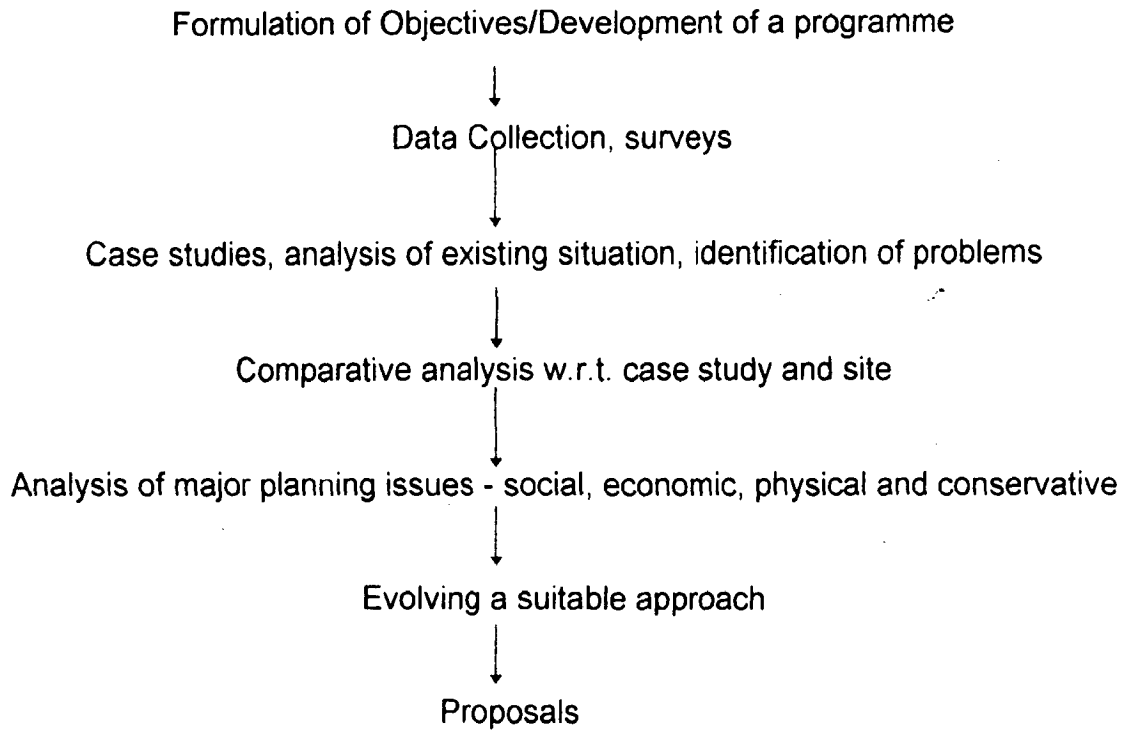 Formulation of Objectives/Development of a programme
Data Collection, surveys
Case studies, analysis of existing situation, identification of problems
Comparative analysis w.r.t. case study and site
Analysis of major planning issues - social, economic, physical and conservative
Evolving a suitable approach
Proposals